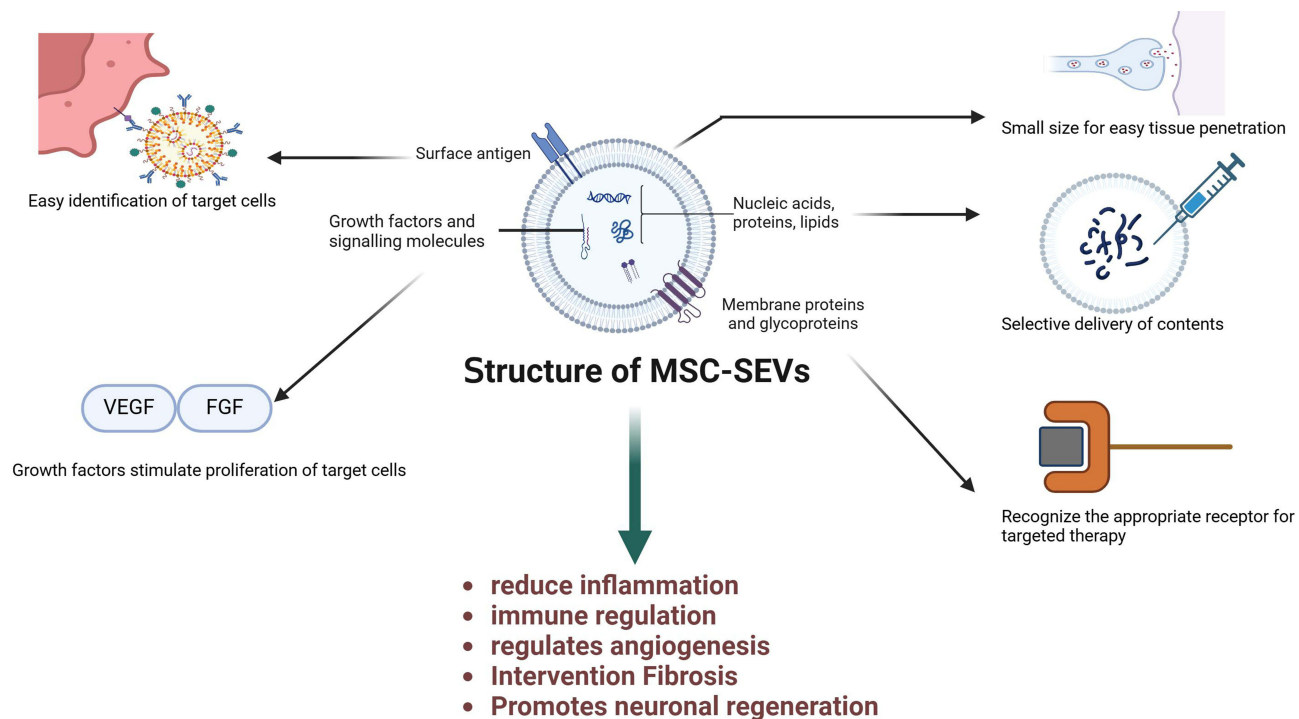 Small size for easy tissue penetration
Surface antigen
Easy identification of target cells
Growth factors and
signalling molecules
Nucleic acids,
proteins, lipids
Membrane proteins
and glycoproteins
Selective delivery of contents
Structure of MSC-SEVs
VEGF
FGF
Growth factors stimulate proliferation of target cells
Recognize the appropriate receptor for
targeted therapy
• reduce inflammation
• immune regulation
• regulates angiogenesis
• Intervention Fibrosis
• Promotes neuronal regeneration